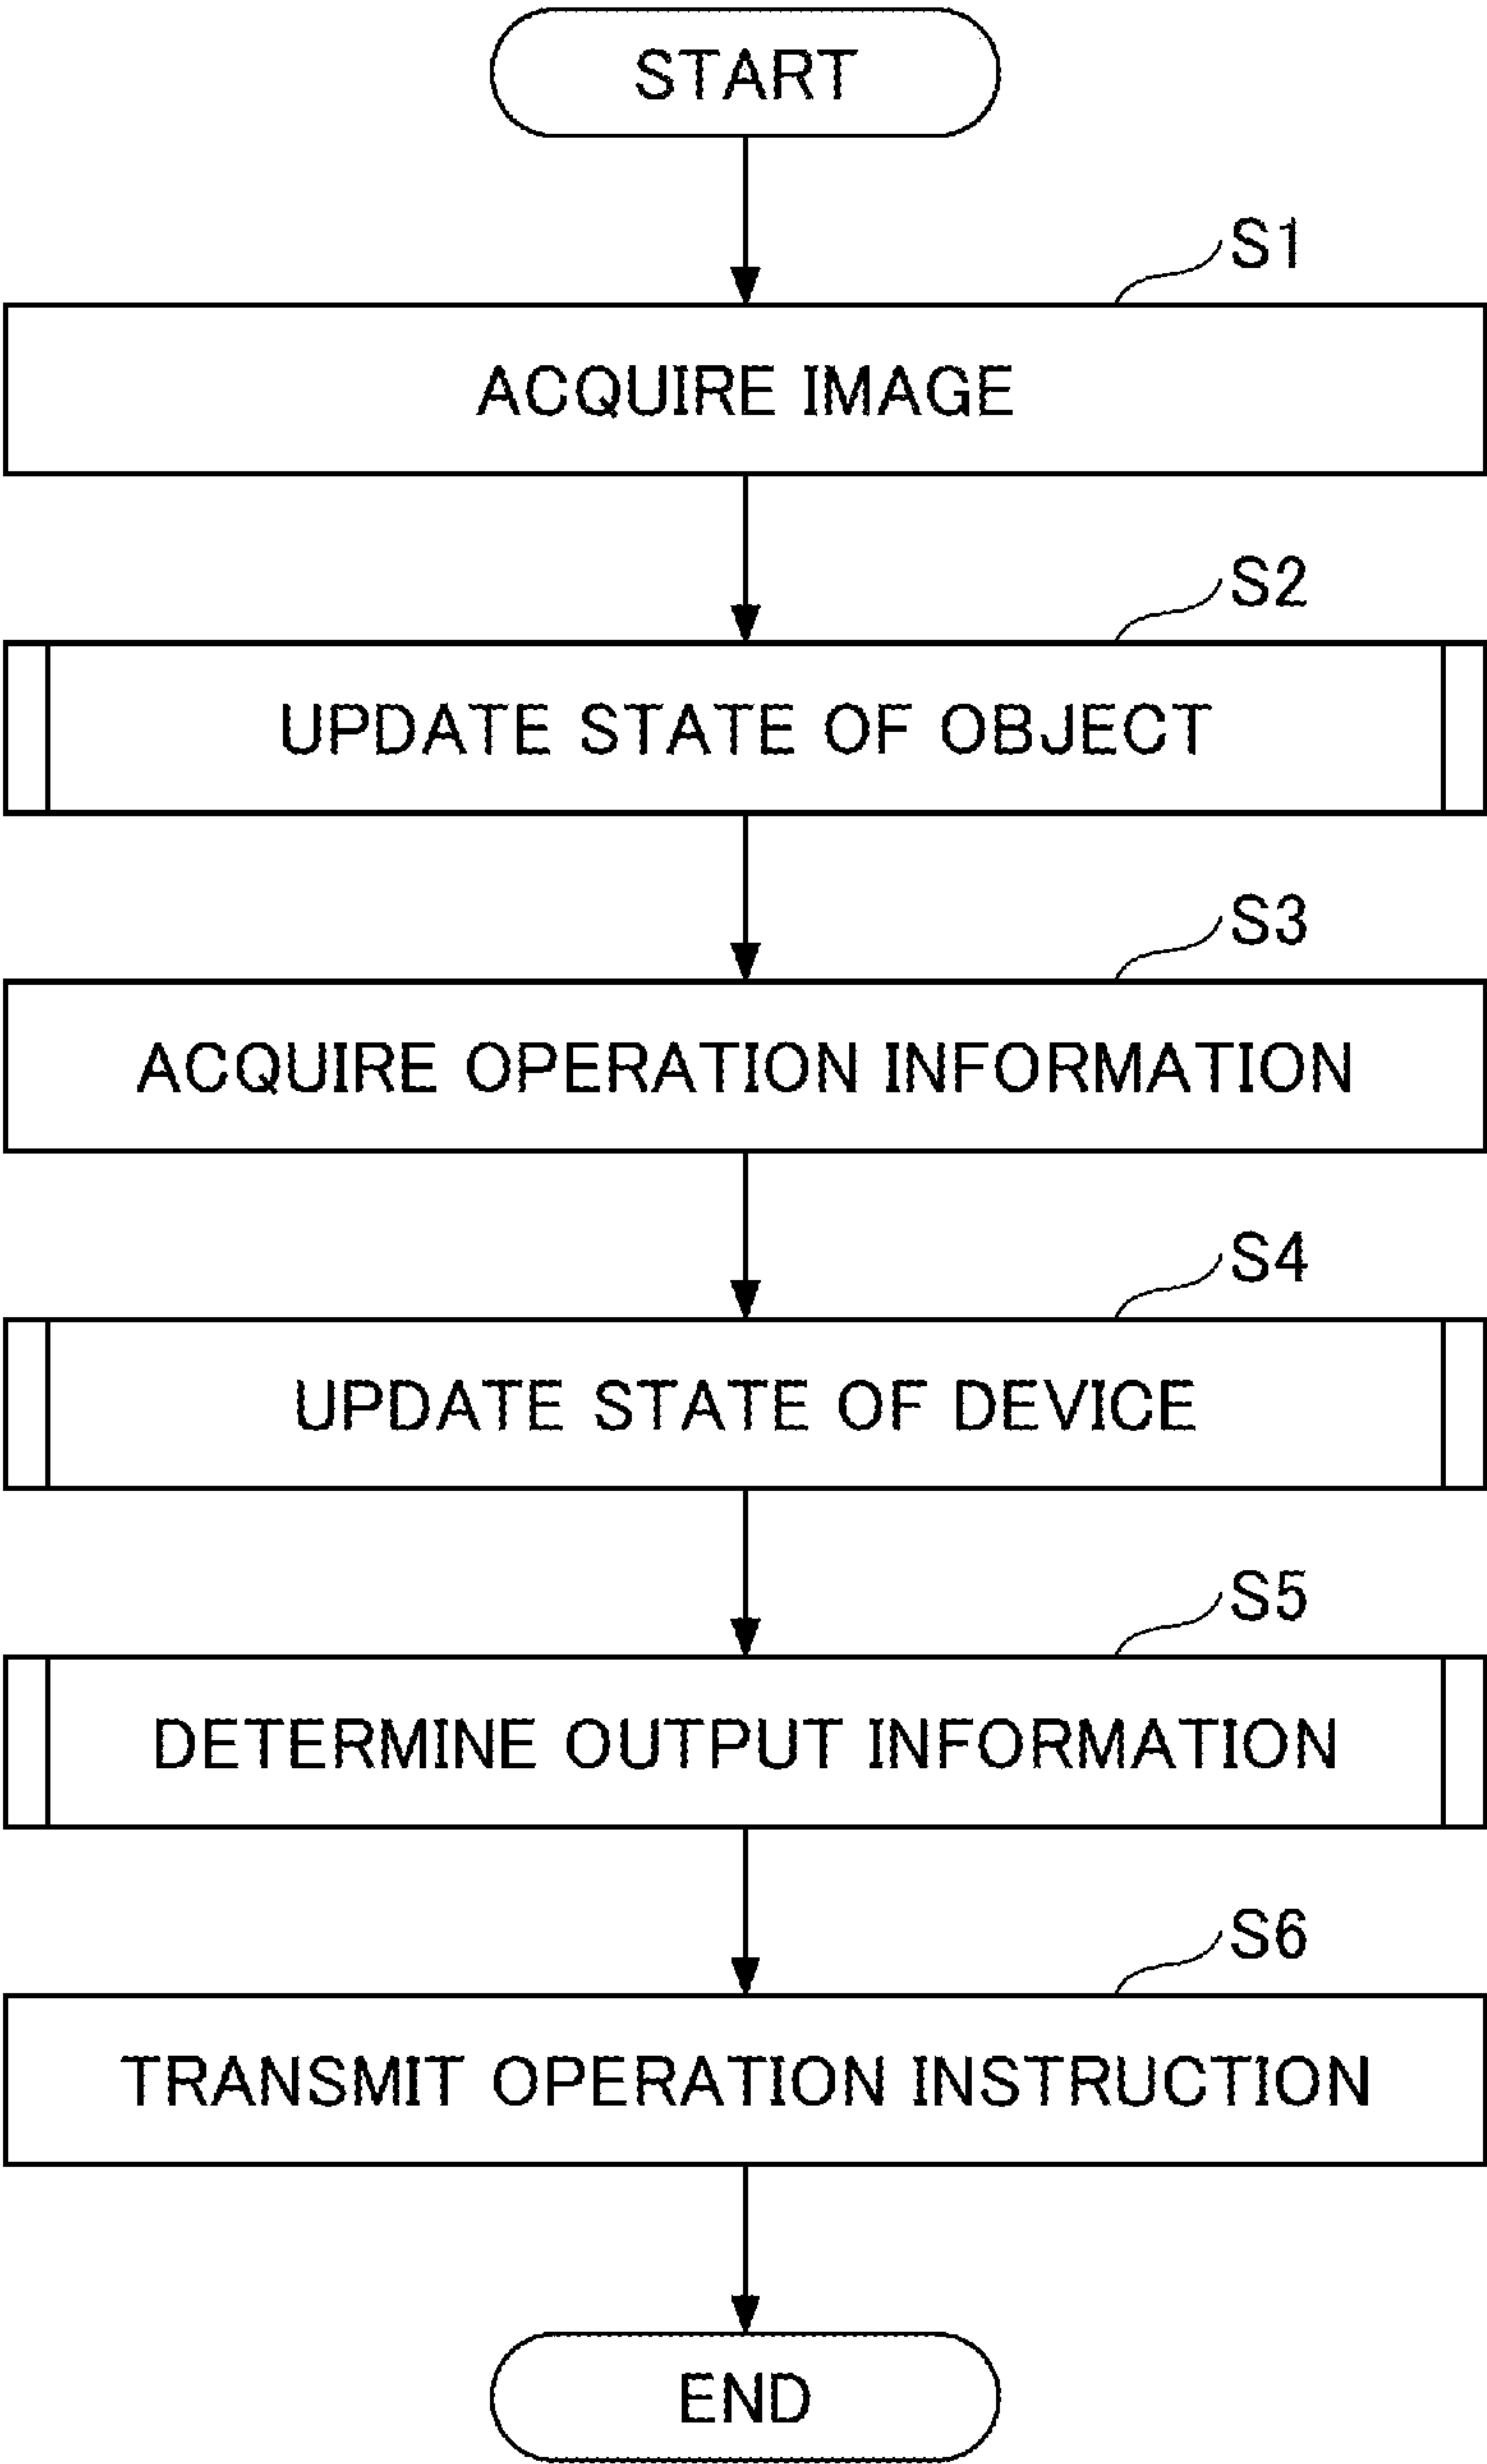 START
S1
ACQUIRE IMAGE
S2
UPDATE STATE OF OBJECT
S3
ACQUIRE OPERATION INFORMATION
S4
UPDATE STATE OF DEVICE
S5
DETERMINE OUTPUT INFORMATION
S6
TRANSMIT OPERATION INSTRUCTION
END